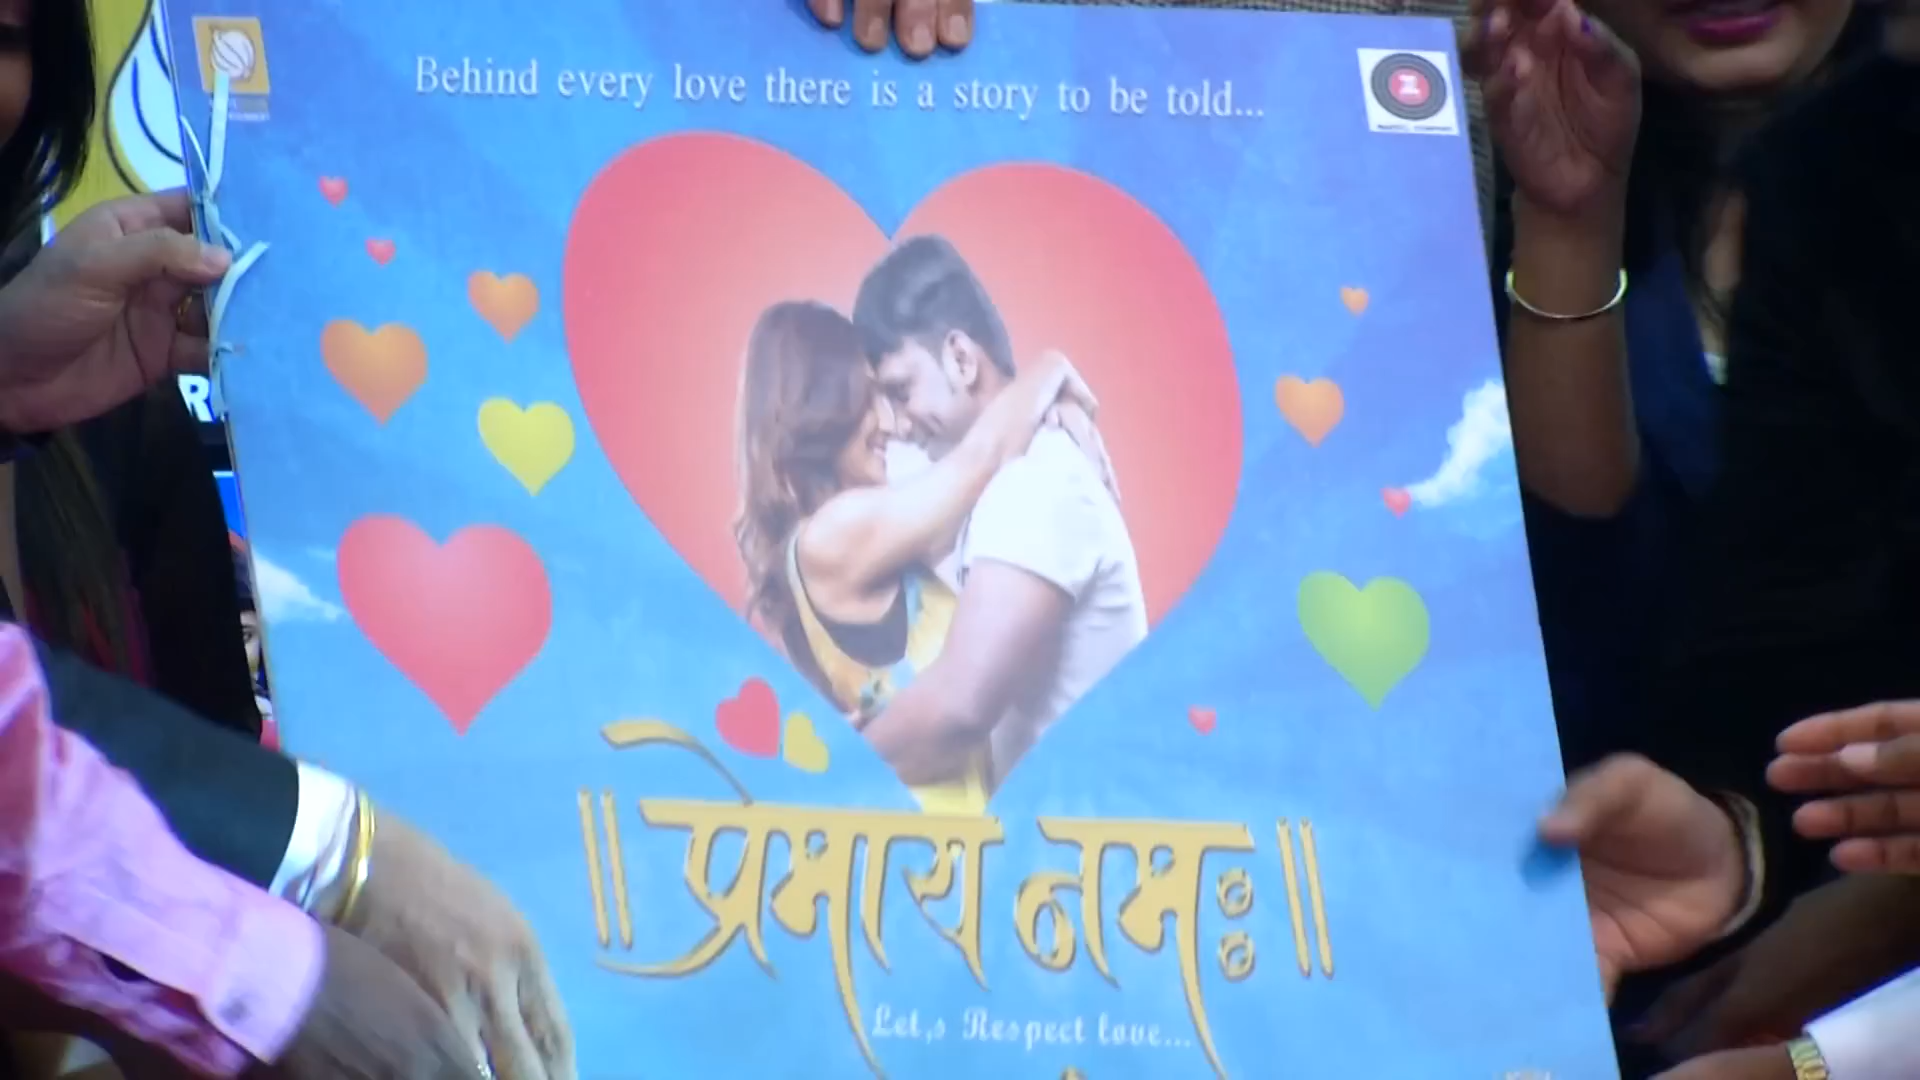 Behind every love there is a story to be told...
R
|| प्रेमाय नमः ||
Let,s Respect love...